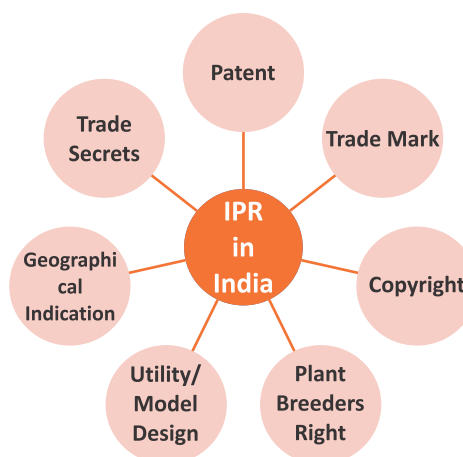 Patent
Trade
Secrets
Trade Mark
IPR
in
India
Geographi
cal
Indication
Copyright
Utility/
Model
Design
Plant
Breeders
Right